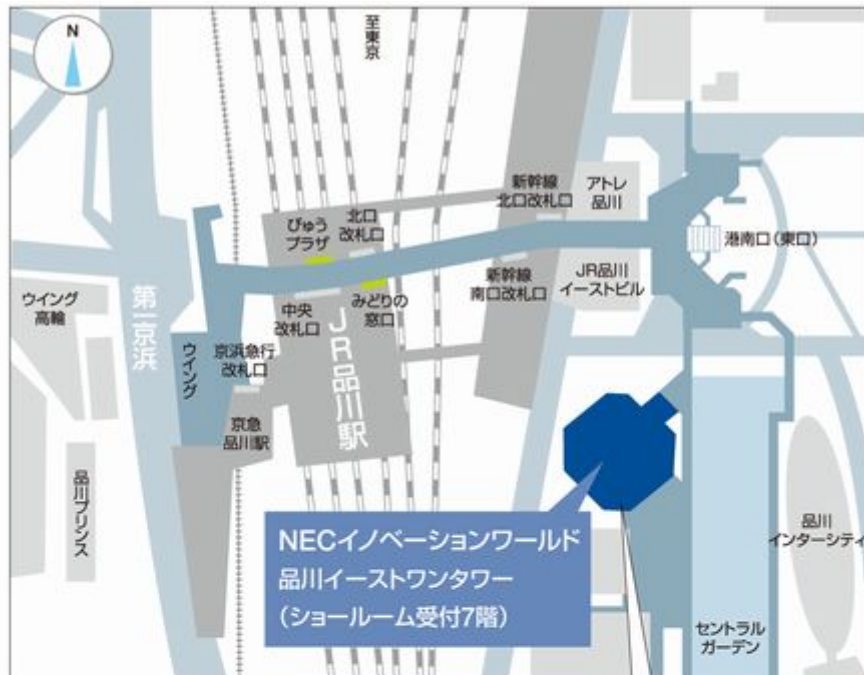 N
至東京
新幹線
北口改札口
アトレ
品川
びゅう
プラザ
北口
改札口
港南口(東口)
ウイング
高輪
第一京浜
中央
改札口
みどりの
窓口
新幹線
南口改札口
JR品川
イーストビル
ウイング
京浜急行
改札口
JR品川駅
京急
品川駅
品川プリンス
NECイノベーションワールド
品川イーストワンタワー
(ショールーム受付7階)
品川
インターシティ
セントラル
ガーデン